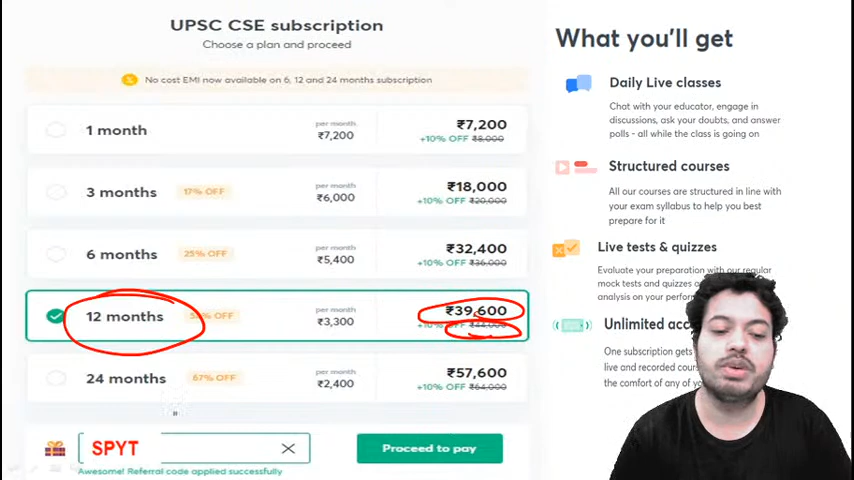 UPSC CSE subscription
Choose a plan and proceed
No cost EMI now available on 6, 12 and 24 months subscription
1 month
per month
₹7,200
₹7,200
+10% OFF ₹8,000
3 months
17% OFF
per month
₹6,000
₹18,000
+10% OFF ₹20,000
6 months
25% OFF
per month
₹5,400
₹32,400
+10% OFF ₹36,000
12 months
OFF
per month
₹3,300
₹39,600
+10% ₹44,000
24 months
67% OFF
per month
₹2,400
₹57,600
+10% OFF ₹64,000
SPYT
Awesome! Referral code applied successfully
Proceed to pay
What you'll get
Daily Live classes
Chat with your educator, engage in
discussions, ask your doubts, and answer
polls - all while the class is going on
Structured courses
All our courses are structured in line with
your exam syllabus to help you best
prepare for it
Live tests & quizzes
Evaluate your preparation with our regular
mock tests and quizzes
analysis on your
Unlimited
One subscription gets
live and recorded
the comfort of any of